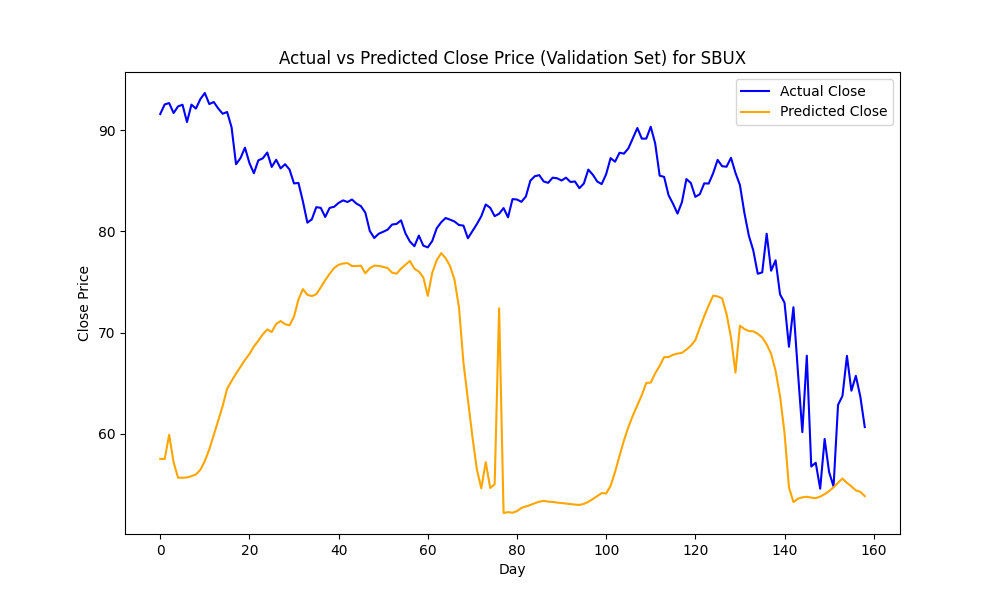 Actual vs Predicted Close Price (Validation Set) for SBUX
Actual Close
Predicted Close
Close Price
90
80
70
60
0 20 40 60 80 100 120 140 160
Day